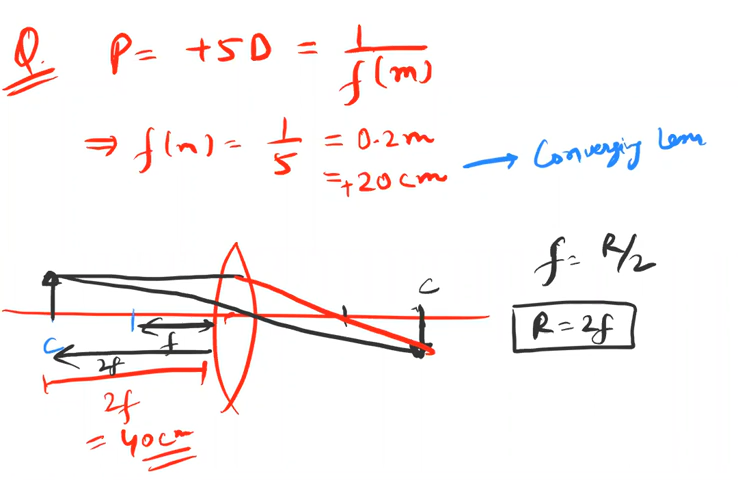 Q. P = +5D = 1/f(m)
⇒ f(m) = 1/5 = 0.2m
= +20cm → Converging lens
f = R/2
R = 2f
C
f
C
2f
2f
= 40cm